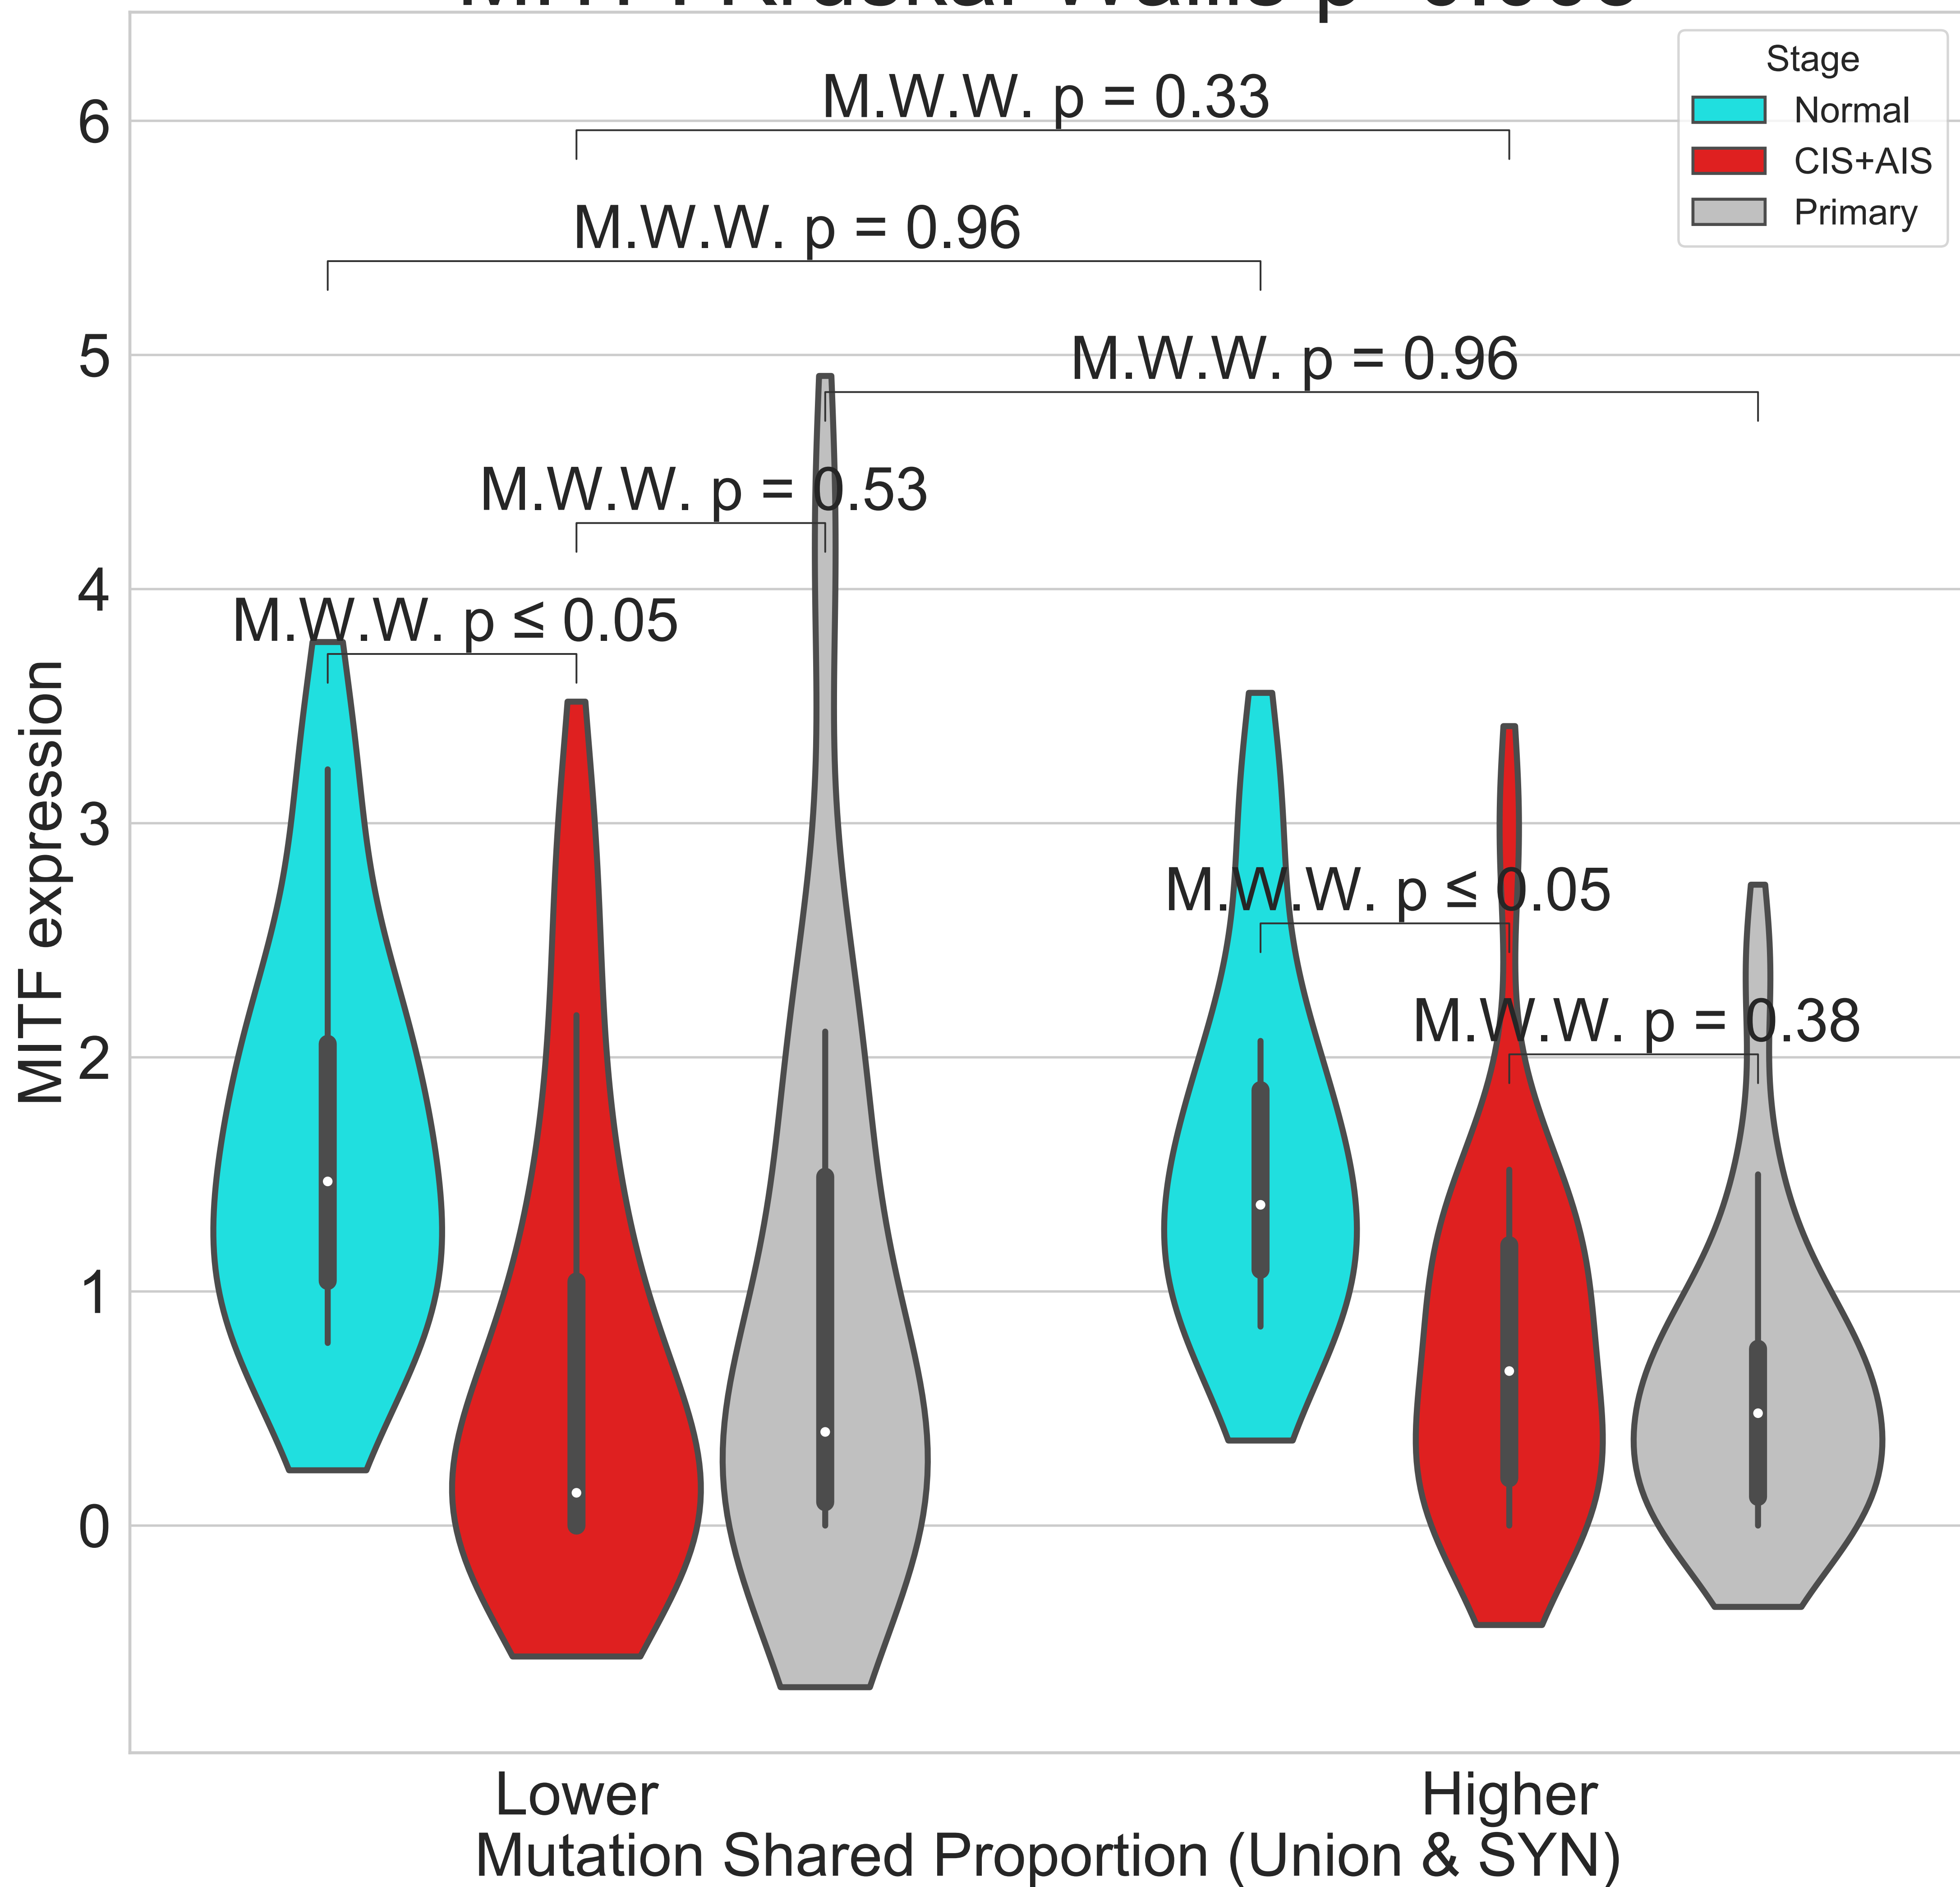 Stage
Normal
CIS+AIS
Primary
M.W.W. p = 0.33
M.W.W. p = 0.96
M.W.W. p = 0.96
M.W.W. p = 0.53
M.W.W. p ≤ 0.05
M.W.W. p ≤ 0.05
M.W.W. p = 0.38
6
5
4
3
2
1
0
MITF expression
Lower
Higher
Mutation Shared Proportion (Union & SYN)